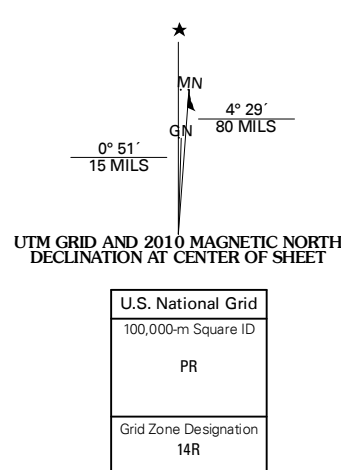 MN
4° 29´
80 MILS
GN
0° 51´
15 MILS
UTM GRID AND 2010 MAGNETIC NORTH
DECLINATION AT CENTER OF SHEET
U.S. National Grid
100,000-m Square ID
PR
Grid Zone Designation
14R